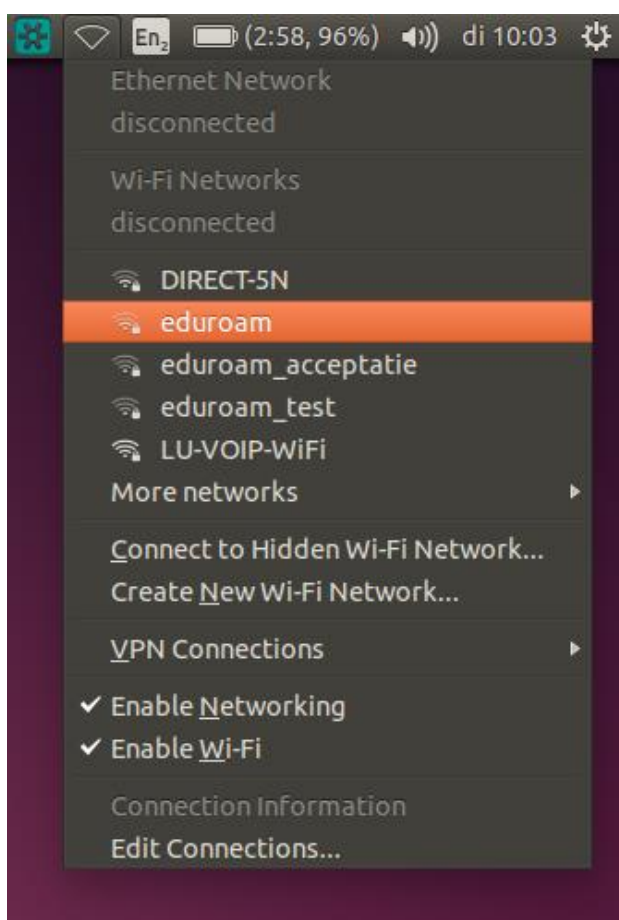 En2 (2:58, 96%) di 10:03
Ethernet Network
disconnected
Wi-Fi Networks
disconnected
DIRECT-5N
eduroam
eduroam_acceptatie
eduroam_test
LU-VOIP-WiFi
More networks
Connect to Hidden Wi-Fi Network...
Create New Wi-Fi Network...
VPN Connections
Enable Networking
Enable Wi-Fi
Connection Information
Edit Connections...